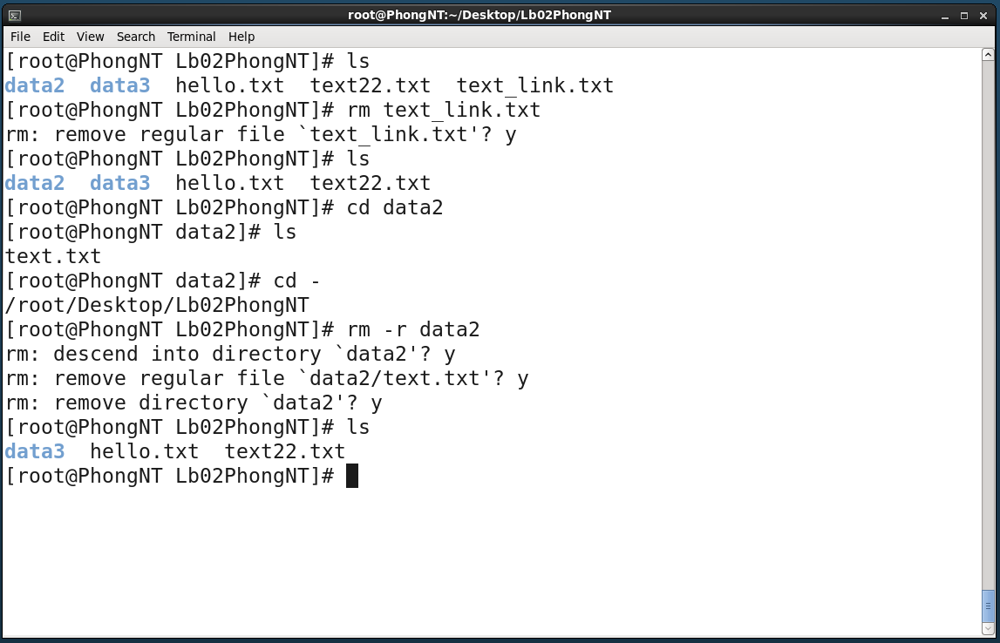 root@PhongNT:~/Desktop/Lb02PhongNT
File Edit View Search Terminal Help
[root@PhongNT Lb02PhongNT]# ls
data2  data3  hello.txt  text22.txt  text_link.txt
[root@PhongNT Lb02PhongNT]# rm text_link.txt
rm: remove regular file `text_link.txt'? y
[root@PhongNT Lb02PhongNT]# ls
data2  data3  hello.txt  text22.txt
[root@PhongNT Lb02PhongNT]# cd data2
[root@PhongNT data2]# ls
text.txt
[root@PhongNT data2]# cd -
/root/Desktop/Lb02PhongNT
[root@PhongNT Lb02PhongNT]# rm -r data2
rm: descend into directory `data2'? y
rm: remove regular file `data2/text.txt'? y
rm: remove directory `data2'? y
[root@PhongNT Lb02PhongNT]# ls
data3  hello.txt  text22.txt
[root@PhongNT Lb02PhongNT]#